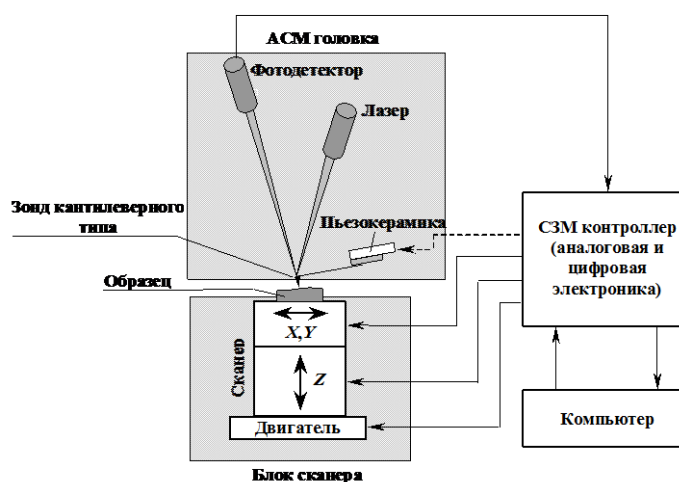 АСМ головка
Фотодетектор
Лазер
Зонд кантилеверного
типа
Пьезокерамика
СЗМ контроллер
(аналоговая и
цифровая
электроника)
Образец
X, Y
Сканер
Z
Двигатель
Компьютер
Блок сканера